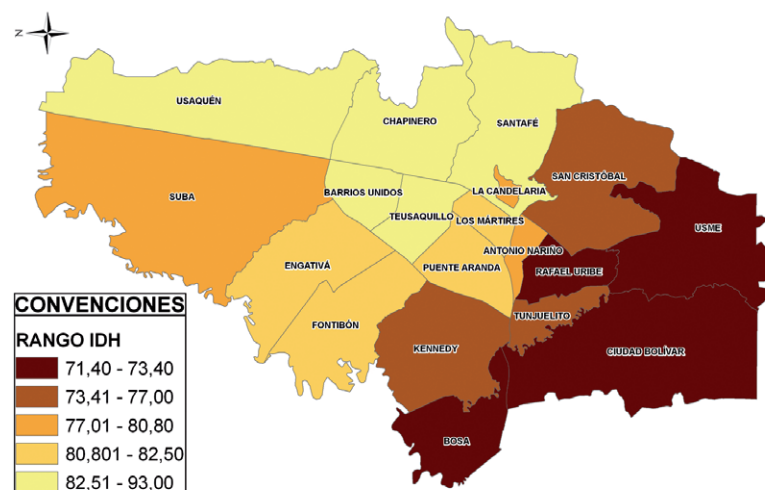 N
USAQUÉN
CHAPINERO
SANTAFÉ
SAN CRISTÓBAL
SUBA
BARRIOS UNIDOS
LA CANDELARIA
TEUSAQUILLO
LOS MÁRTIRES
USME
ANTONIO NARIÑO
ENGATIVÁ
PUENTE ARANDA
RAFAEL URIBE
FONTIBÓN
TUNJUELITO
KENNEDY
CIUDAD BOLÍVAR
BOSA
CONVENCIONES
RANGO IDH
71,40 - 73,40
73,41 - 77,00
77,01 - 80,80
80,801 - 82,50
82,51 - 93,00